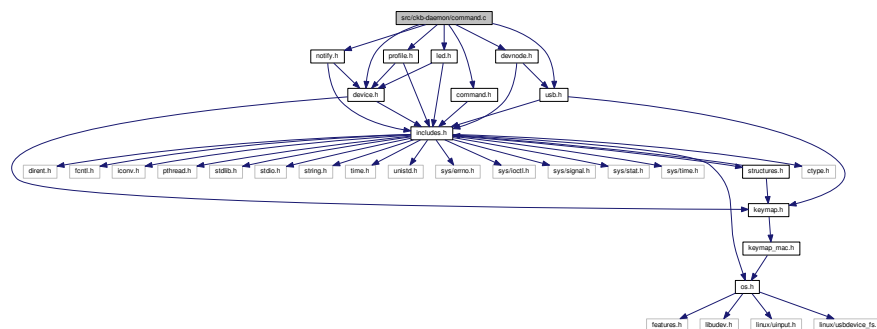 src/ckb-daemon/command.c
notify.h
profile.h
led.h
devnode.h
device.h
command.h
usb.h
includes.h
dirent.h
fcntl.h
iconv.h
pthread.h
stdlib.h
stdio.h
string.h
time.h
unistd.h
sys/errno.h
sys/ioctl.h
sys/signal.h
sys/stat.h
sys/time.h
structures.h
ctype.h
keymap.h
keymap_mac.h
os.h
features.h
libudev.h
linux/uinput.h
linux/usbdevice_fs.